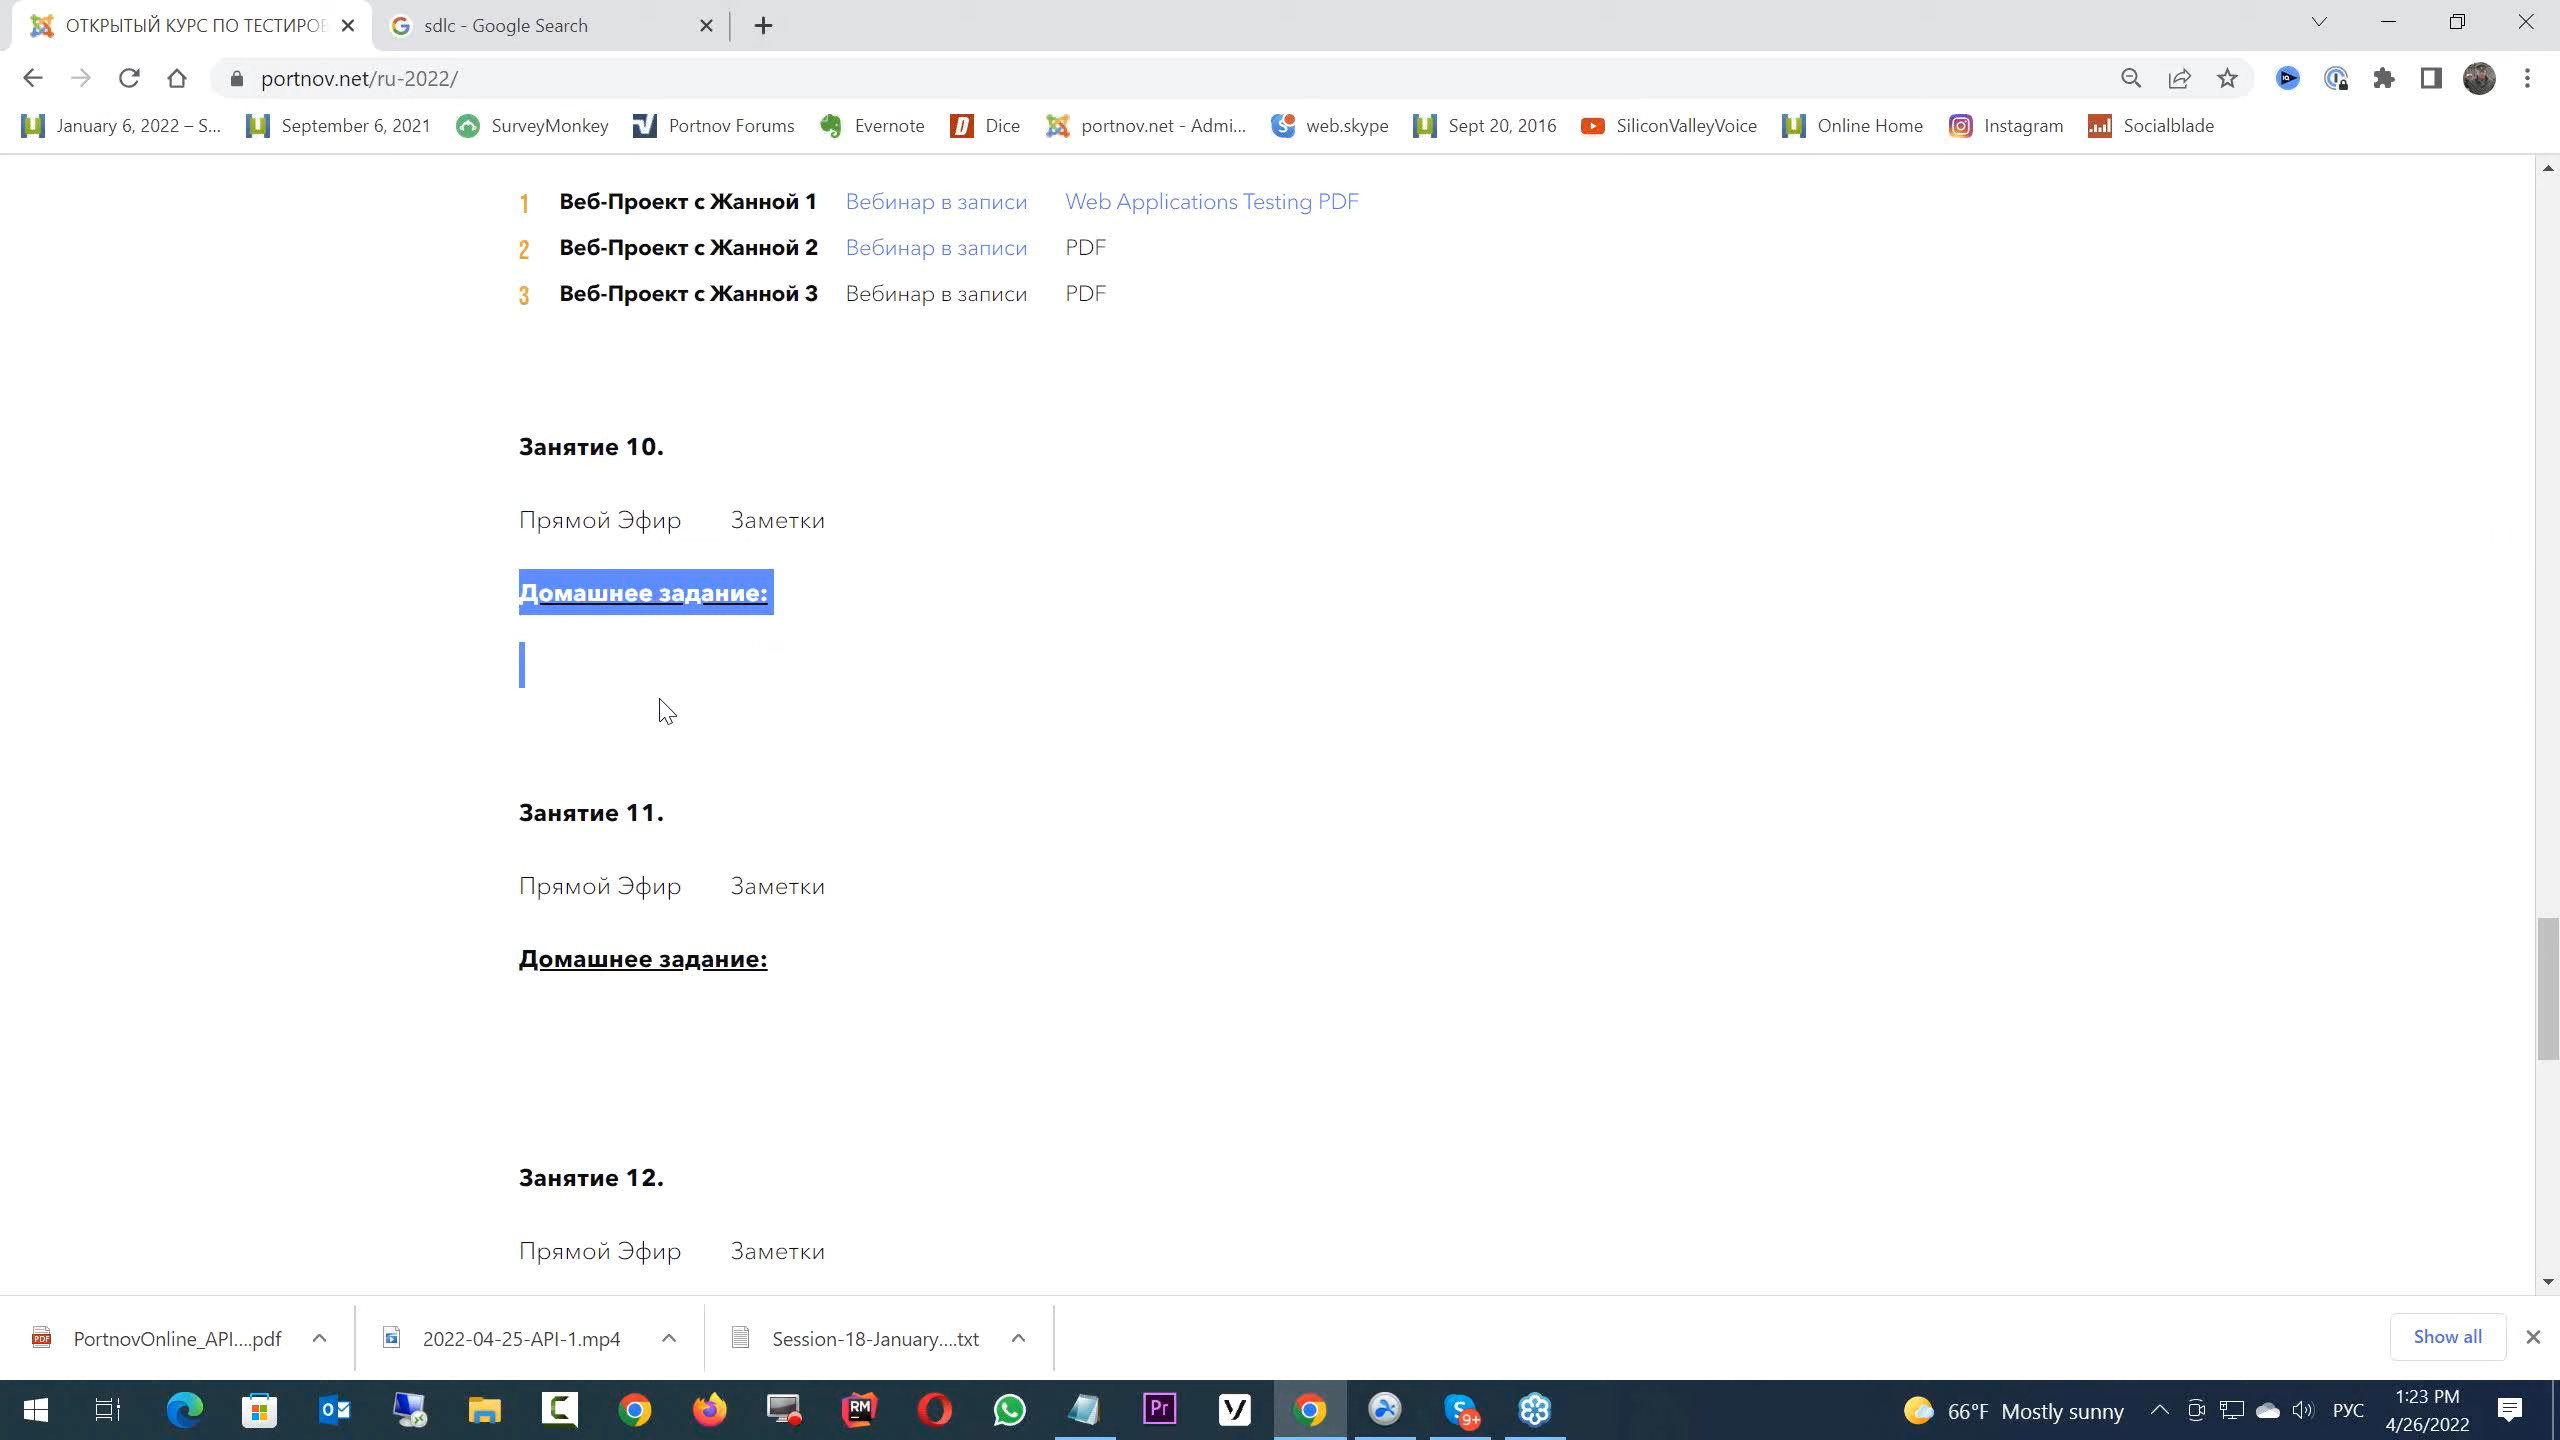 ОТКРЫТЫЙ КУРС ПО ТЕСТИРОВ
sdlc - Google Search
portnov.net/ru-2022/
January 6, 2022 – S...
September 6, 2021
SurveyMonkey
Portnov Forums
Evernote
Dice
portnov.net - Admi...
web.skype
Sept 20, 2016
SiliconValleyVoice
Online Home
Instagram
Socialblade
1 Веб-Проект с Жанной 1 Вебинар в записи Web Applications Testing PDF
2 Веб-Проект с Жанной 2 Вебинар в записи PDF
3 Веб-Проект с Жанной 3 Вебинар в записи PDF
Занятие 10.
Прямой Эфир Заметки
Домашнее задание:
Занятие 11.
Прямой Эфир Заметки
Домашнее задание:
Занятие 12.
Прямой Эфир Заметки
PortnovOnline_API....pdf
2022-04-25-API-1.mp4
Session-18-January....txt
Show all
66°F Mostly sunny
РУС
1:23 PM
4/26/2022